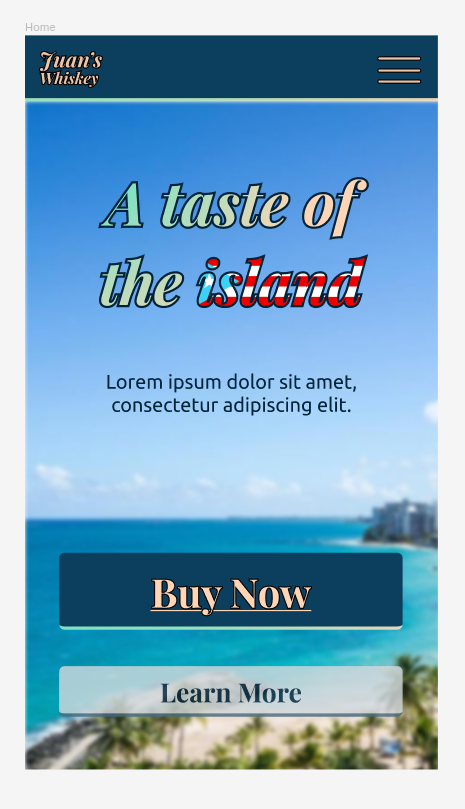 Home
Juan's
Whiskey
A taste of
the island
Lorem ipsum dolor sit amet,
consectetur adipiscing elit.
Buy Now
Learn More